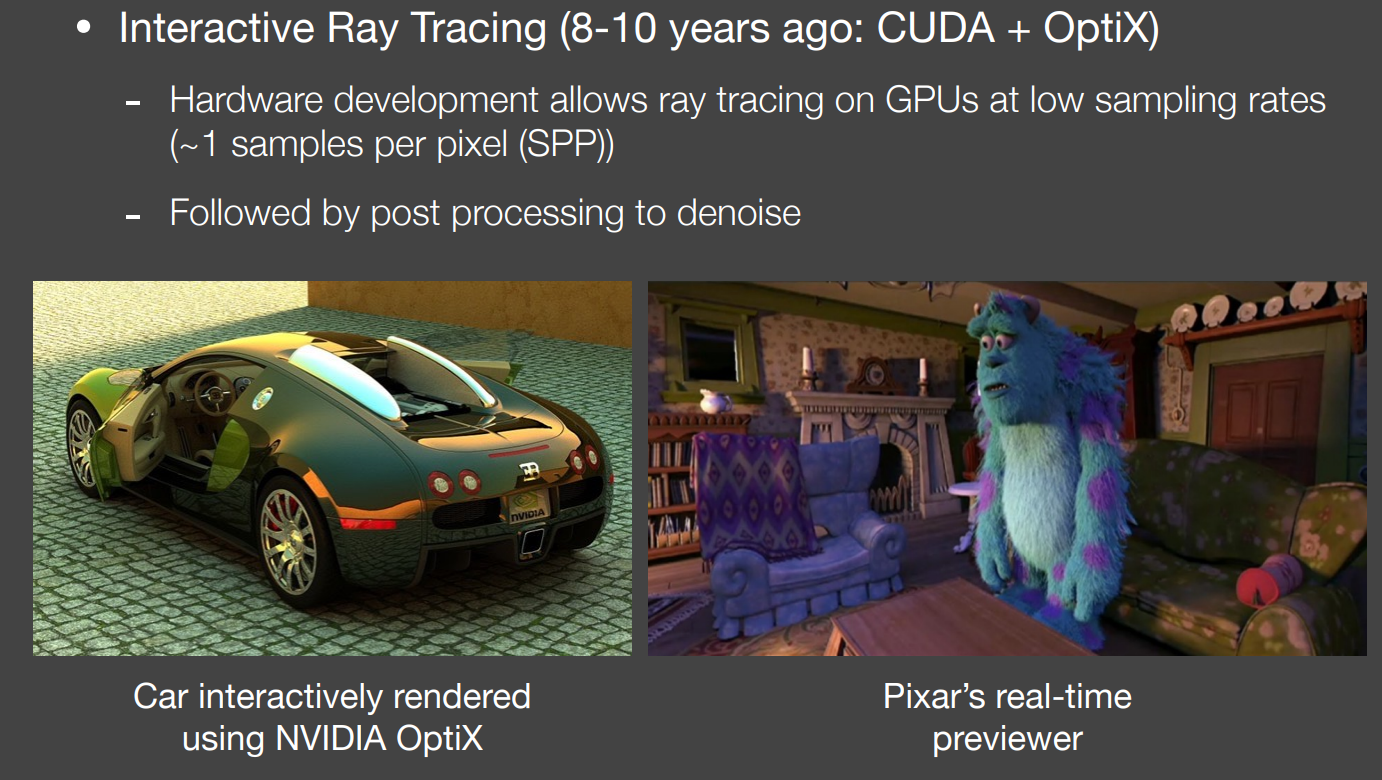 • Interactive Ray Tracing (8-10 years ago: CUDA + OptiX)
- Hardware development allows ray tracing on GPUs at low sampling rates
(~1 samples per pixel (SPP))
- Followed by post processing to denoise
NVIDIA
Car interactively rendered
using NVIDIA OptiX
Pixar’s real-time
previewer